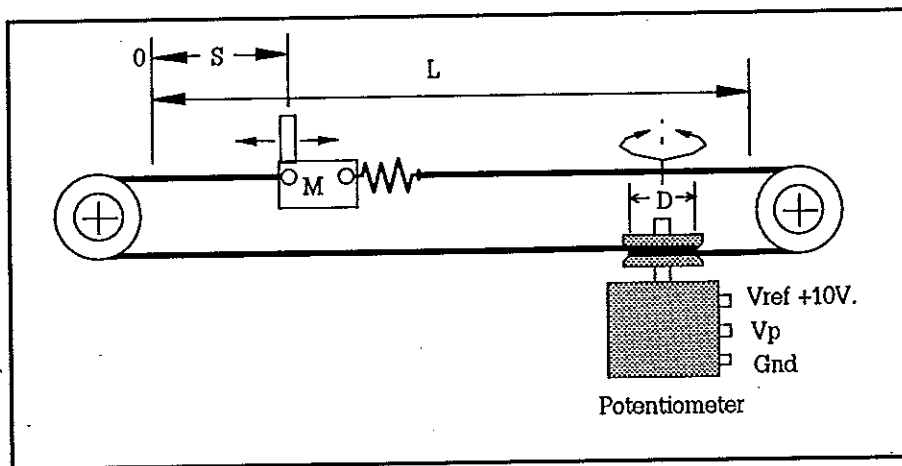 0
S
L
M
D
Vref +10V.
Vp
Gnd
Potentiometer